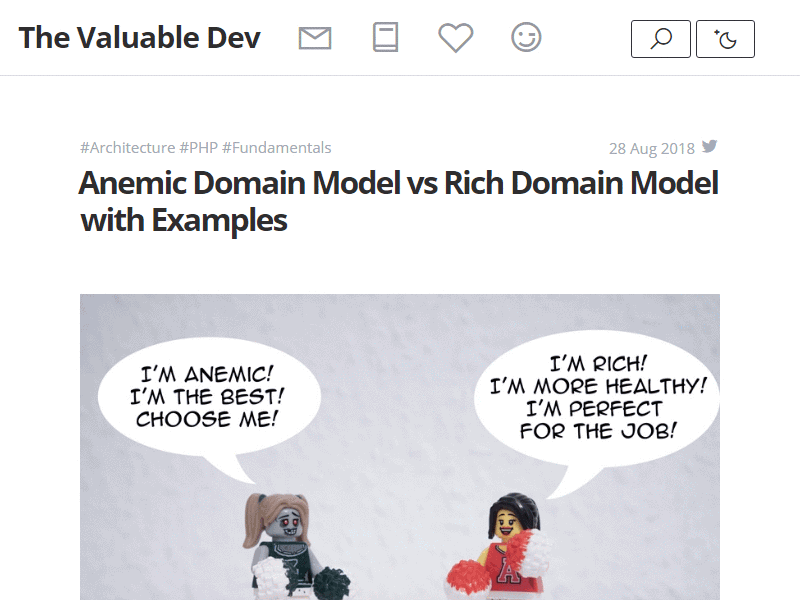 The Valuable Dev
#Architecture #PHP #Fundamentals
28 Aug 2018
Anemic Domain Model vs Rich Domain Model
with Examples
I'M ANEMIC!
I'M THE BEST!
CHOOSE ME!
I'M RICH!
I'M MORE HEALTHY!
I'M PERFECT
FOR THE JOB!
A